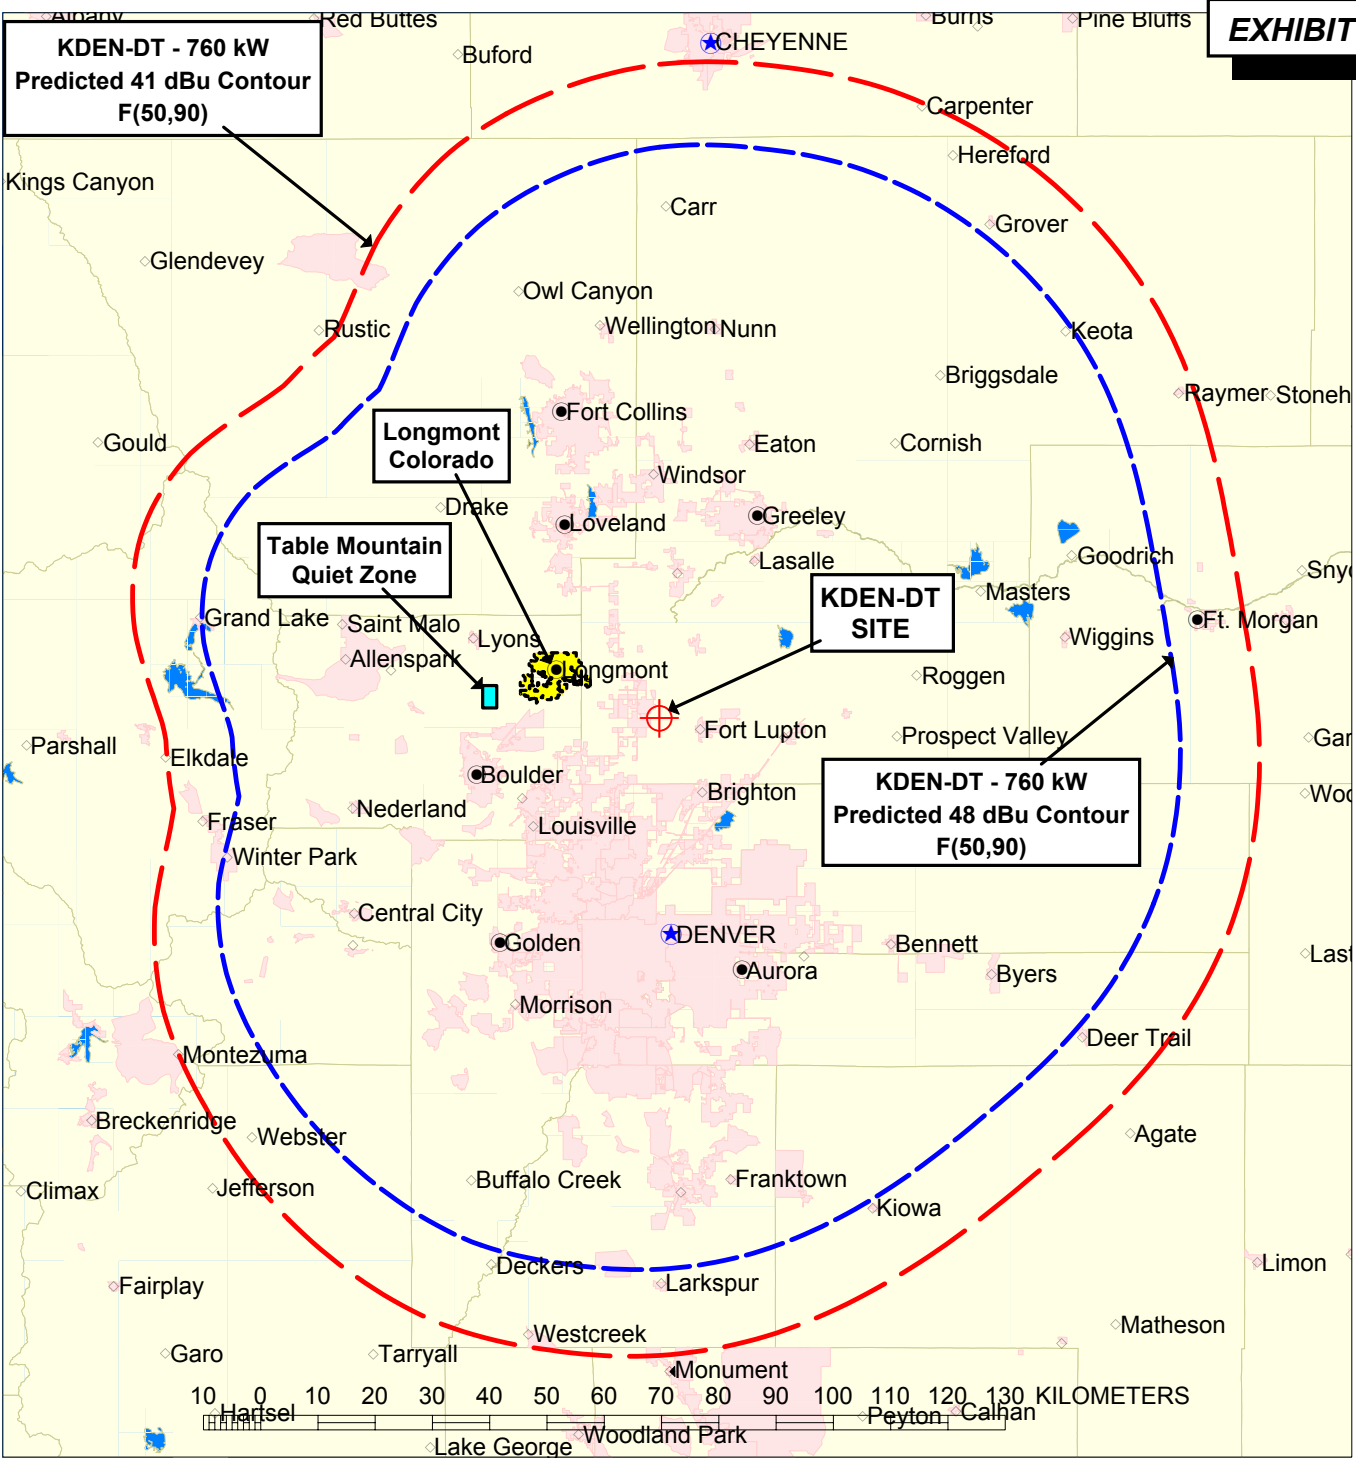 Albany
Red Buttes
Burns
Pine Bluffs
EXHIBIT
KDEN-DT - 760 kW
Predicted 41 dBu Contour
F(50,90)
Buford
CHEYENNE
Carpenter
Hereford
Kings Canyon
Carr
Grover
Glendevey
Owl Canyon
Rustic
Wellington
Nunn
Keota
Briggsdale
Raymer
Stoneh
Fort Collins
Longmont
Colorado
Gould
Eaton
Cornish
Windsor
Drake
Loveland
Greeley
Table Mountain
Quiet Zone
Lasalle
Goodrich
Snyd
Masters
KDEN-DT
SITE
Grand Lake
Saint Malo
Lyons
Wiggins
Ft. Morgan
Allenspark
Longmont
Roggen
Parshall
Elkdale
Fort Lupton
Prospect Valley
Gar
Boulder
KDEN-DT - 760 kW
Predicted 48 dBu Contour
F(50,90)
Nederland
Brighton
Woo
Fraser
Louisville
Winter Park
Central City
Golden
DENVER
Bennett
Last
Aurora
Byers
Morrison
Deer Trail
Montezuma
Breckenridge
Webster
Agate
Climax
Jefferson
Buffalo Creek
Franktown
Kiowa
Deckers
Larkspur
Limon
Fairplay
Westcreek
Matheson
Garo
Tarryall
Monument
10 0 10 20 30 40 50 60 70 80 90 100 110 120 130 KILOMETERS
Hartsel
Peyton
Calhan
Woodland Park
Lake George